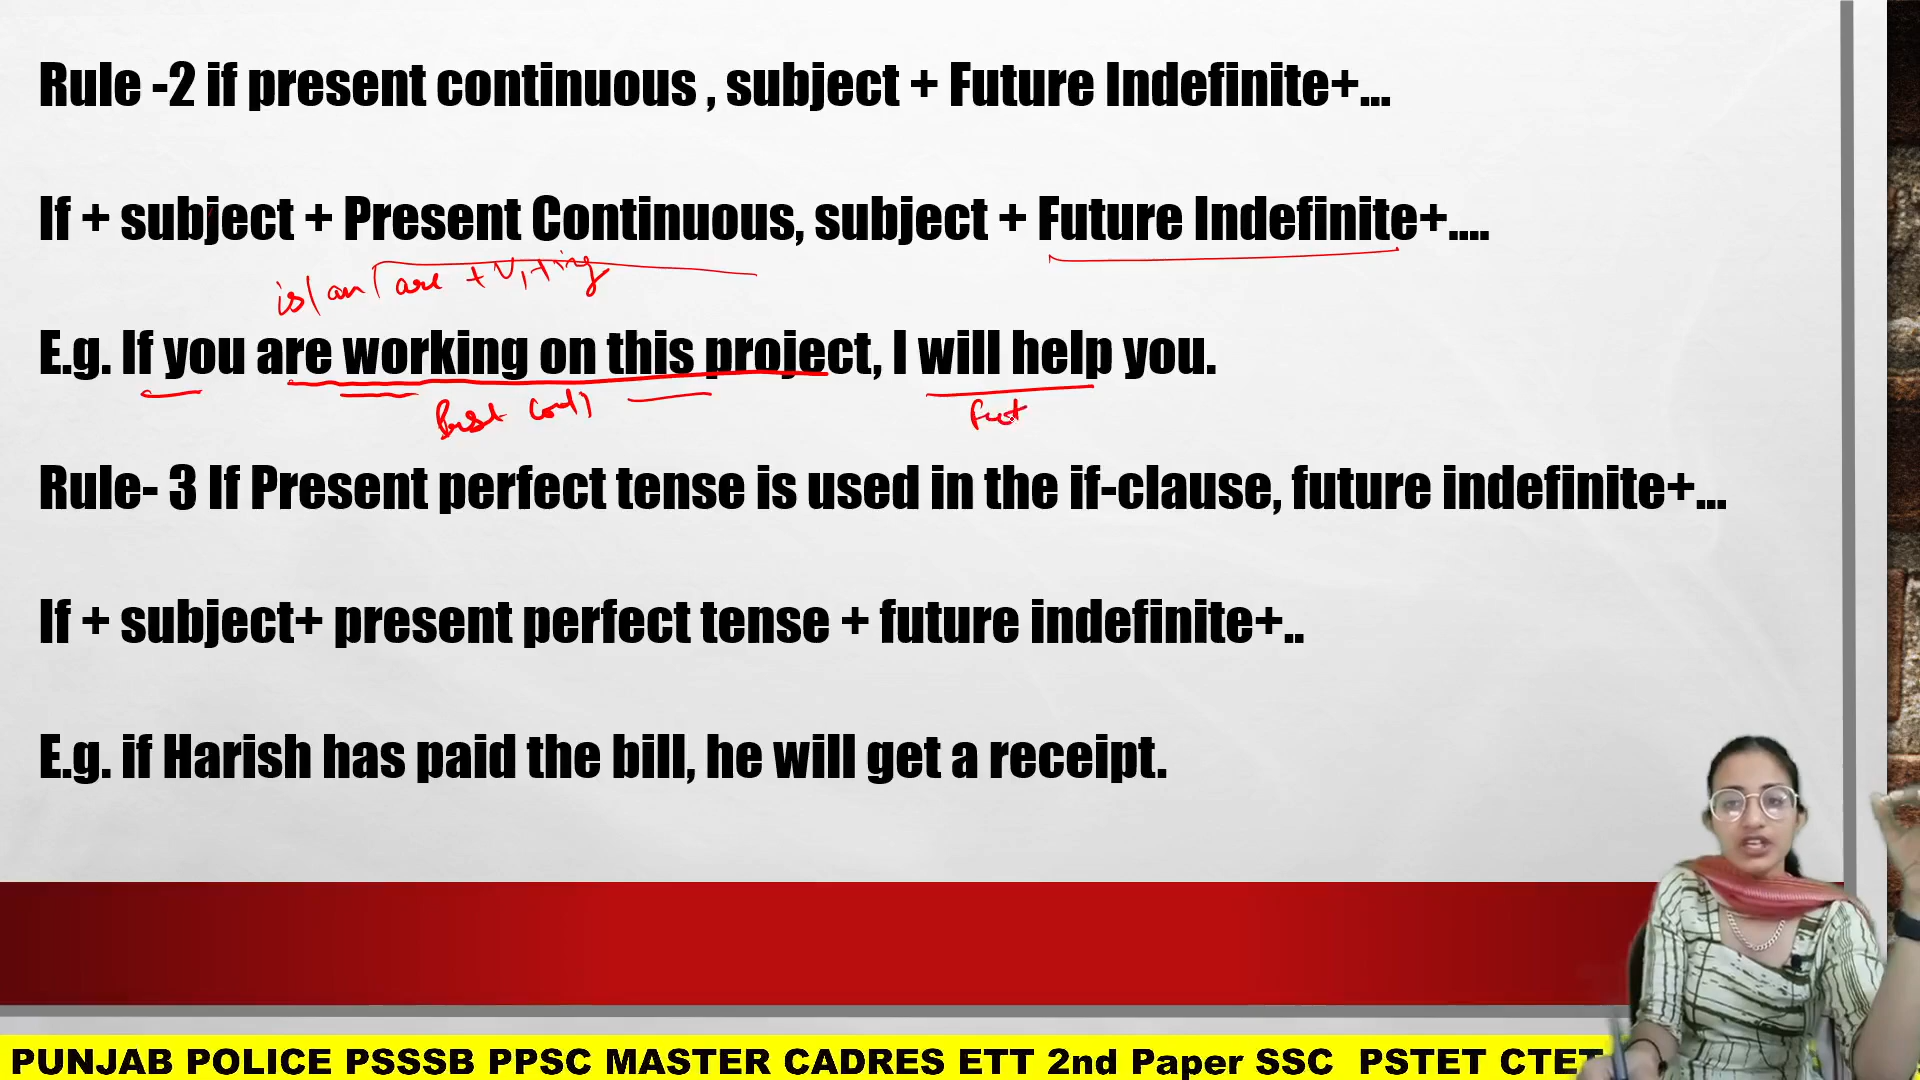 Rule -2 if present continuous , subject + Future Indefinite+...
If + subject + Present Continuous, subject + Future Indefinite+....
is/am/are + V1+ing
E.g. If you are working on this project, I will help you.
Rule- 3 If Present perfect tense is used in the if-clause, future indefinite+...
If + subject+ present perfect tense + future indefinite+..
E.g. if Harish has paid the bill, he will get a receipt.
PUNJAB POLICE PSSSB PPSC MASTER CADRES ETT 2nd Paper SSC PSTET CTET